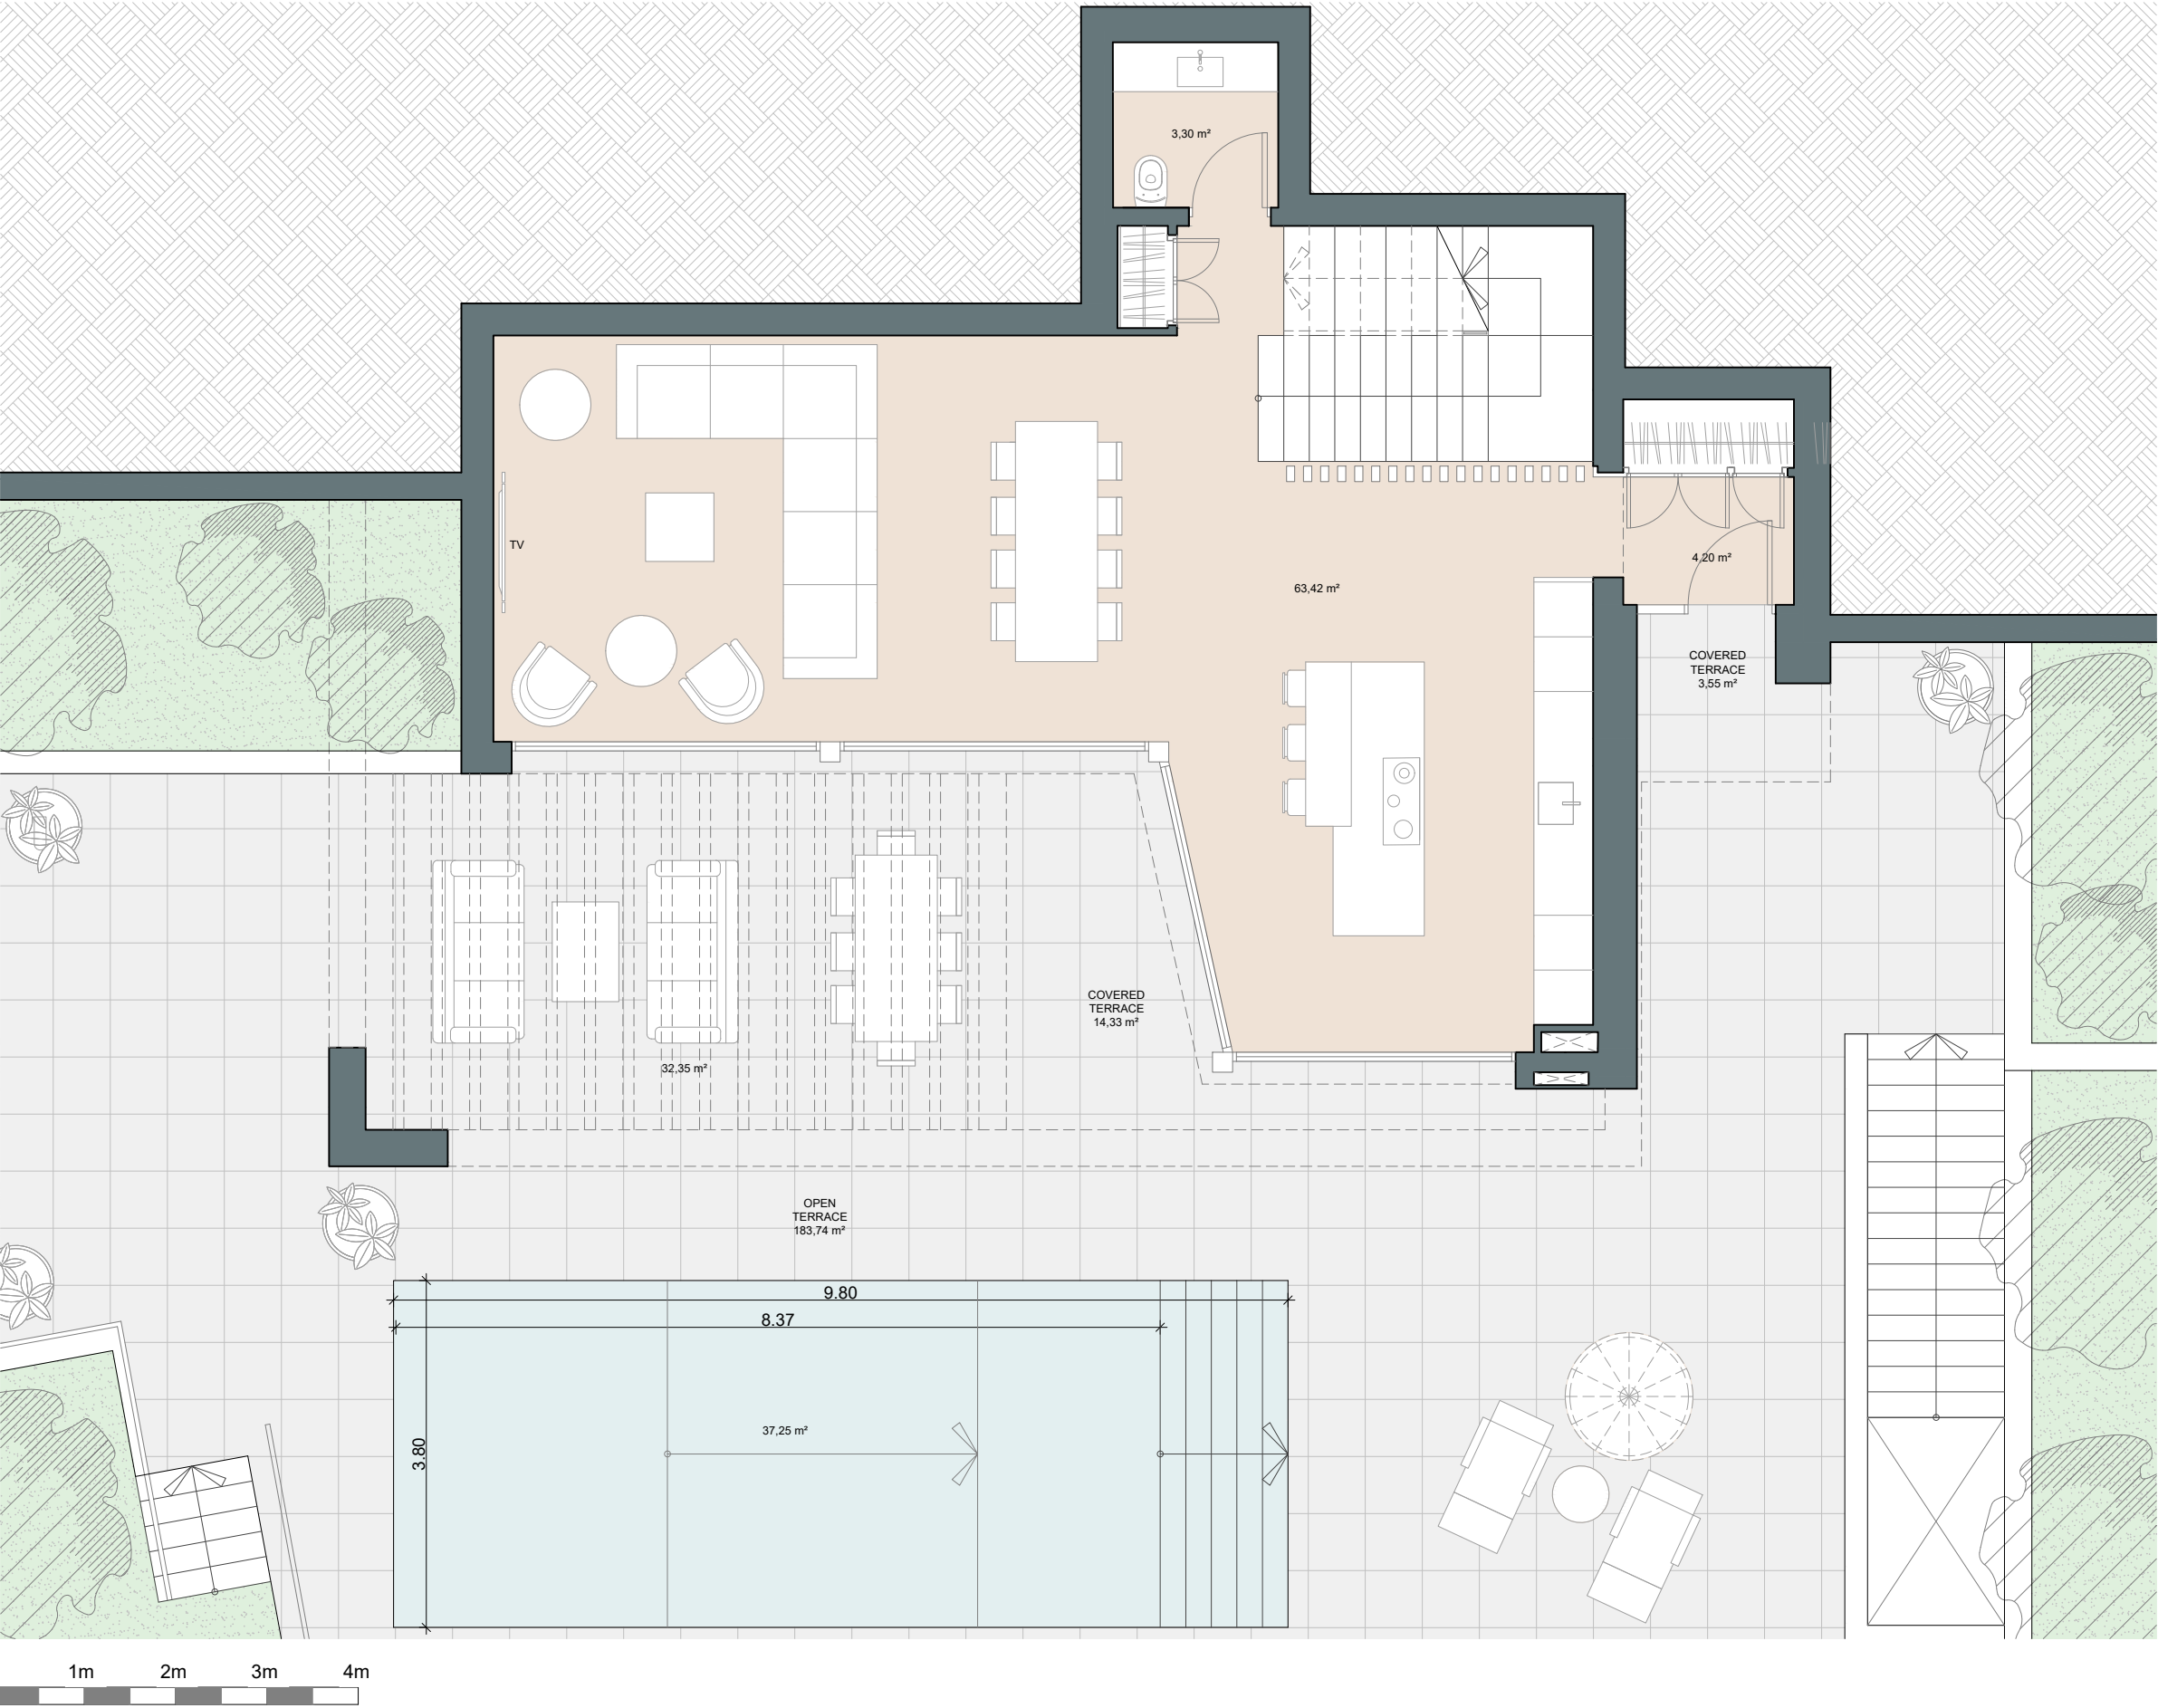 3,30 m²
TV
4,20 m²
63,42 m²
COVERED
TERRACE
3,55 m²
COVERED
TERRACE
14,33 m²
32,35 m²
OPEN
TERRACE
183,74 m²
9.80
8.37
37,25 m²
3.80
1m 2m 3m 4m